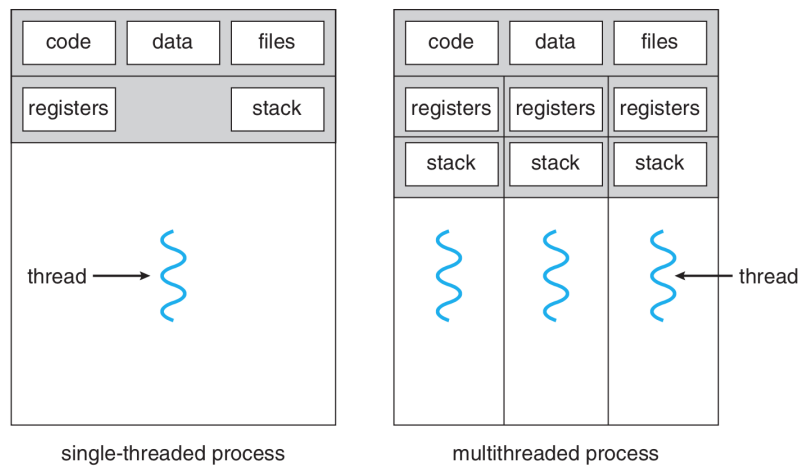 code data files
registers stack
thread
single-threaded process
code data files
registers registers registers
stack stack stack
thread
multithreaded process